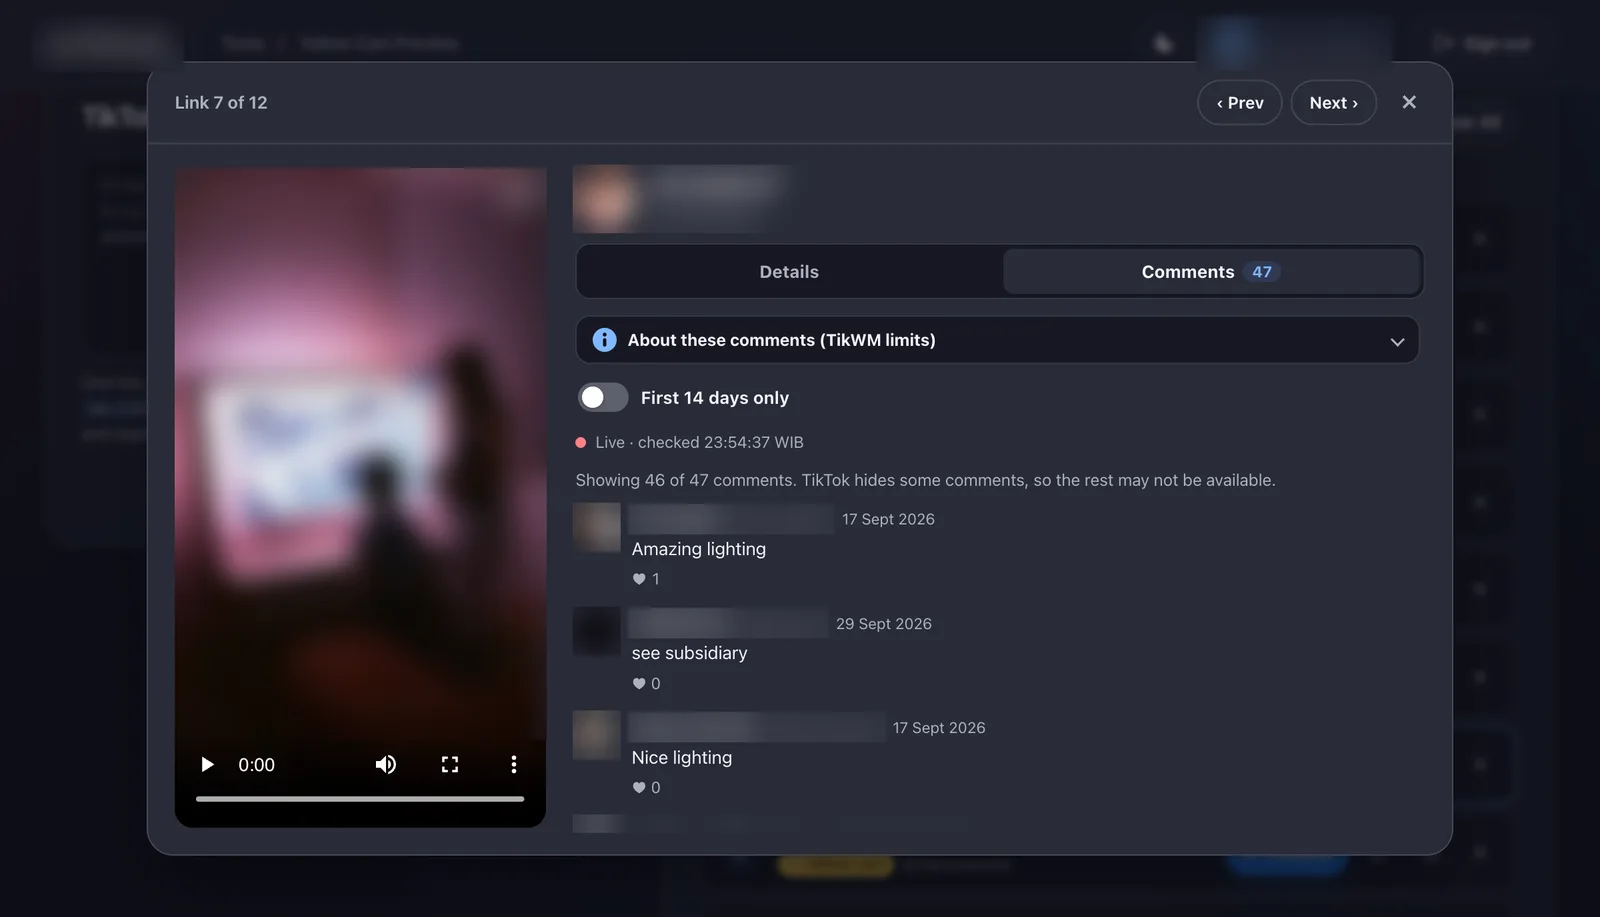 Link 7 of 12
‹ Prev
Next ›
Details
Comments 47
About these comments (TikWM limits)
First 14 days only
Live · checked 23:54:37 WIB
Showing 46 of 47 comments. TikTok hides some comments, so the rest may not be available.
17 Sept 2026
Amazing lighting
1
29 Sept 2026
see subsidiary
0
17 Sept 2026
Nice lighting
0
0:00